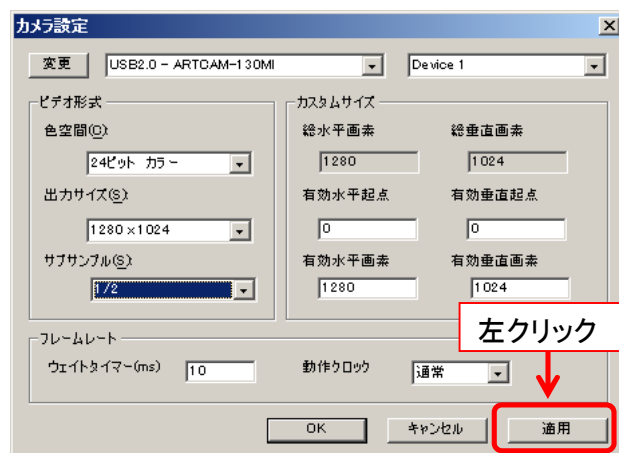 カメラ設定
変更 USB2.0 - ARTCAM-130MI Device 1
ビデオ形式
色空間(O):
24ビット カラー
出力サイズ(S):
1280×1024
サブサンプル(S):
1/2
カスタムサイズ
総水平画素 総垂直画素
1280 1024
有効水平起点 有効垂直起点
0 0
有効水平画素 有効垂直画素
1280 1024
左クリック
フレームレート
ウェイトタイマー(ms) 10 動作クロック 通常
OK キャンセル 適用